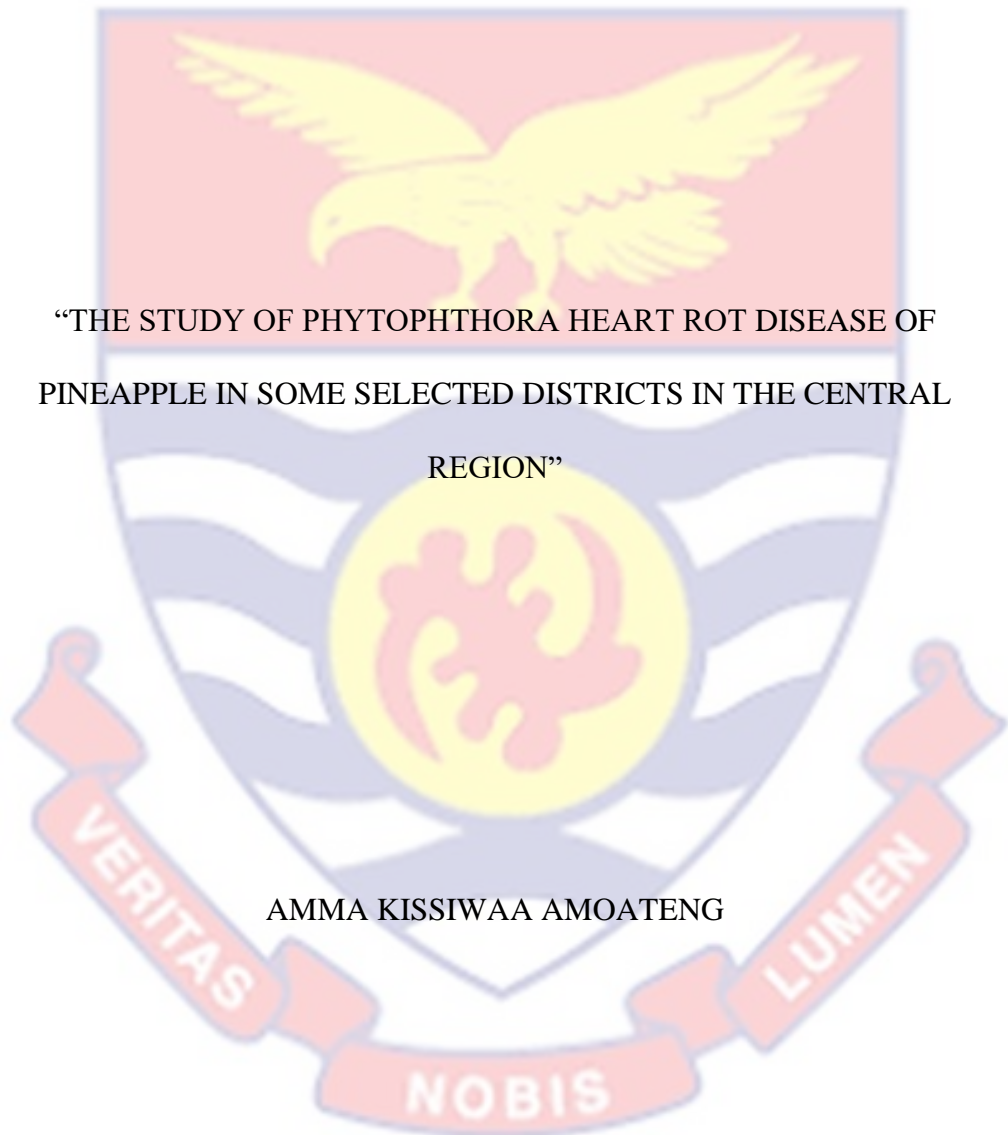 “THE STUDY OF PHYTOPHTHORA HEART ROT DISEASE OF
PINEAPPLE IN SOME SELECTED DISTRICTS IN THE CENTRAL
REGION”
AMMA KISSIWAA AMOATENG
VERITAS
NOBIS
LUMEN